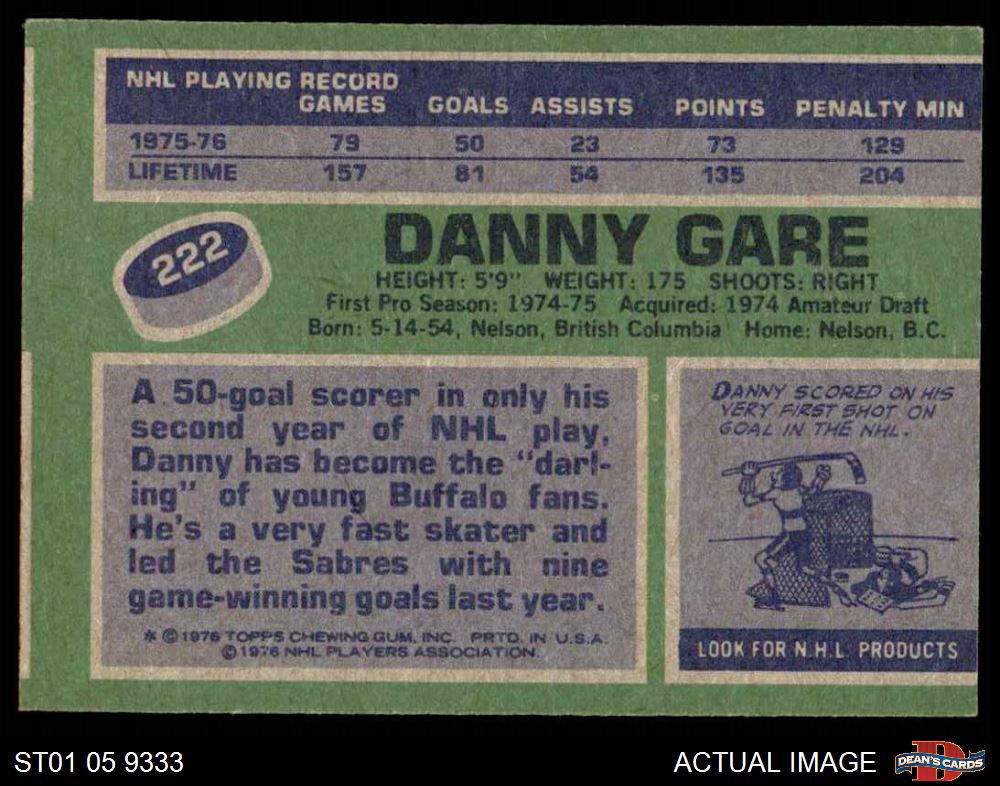 NHL PLAYING RECORD
GAMES GOALS ASSISTS POINTS PENALTY MIN
1975-76 79 50 23 73 129
LIFETIME 157 81 54 135 204
222
DANNY GARE
HEIGHT: 5'9" WEIGHT: 175 SHOOTS: RIGHT
First Pro Season: 1974-75 Acquired: 1974 Amateur Draft
Born: 5-14-54, Nelson, British Columbia Home: Nelson, B.C.
A 50-goal scorer in only his
second year of NHL play,
Danny has become the "darl-
ing" of young Buffalo fans.
He's a very fast skater and
led the Sabres with nine
game-winning goals last year.
* © 1976 TOPPS CHEWING GUM, INC. PRTD. IN U.S.A.
© 1976 NHL PLAYERS ASSOCIATION.
DANNY SCORED ON HIS
VERY FIRST SHOT ON
GOAL IN THE NHL.
LOOK FOR N.H.L. PRODUCTS
ST01 05 9333
ACTUAL IMAGE
D
DEAN'S CARDS